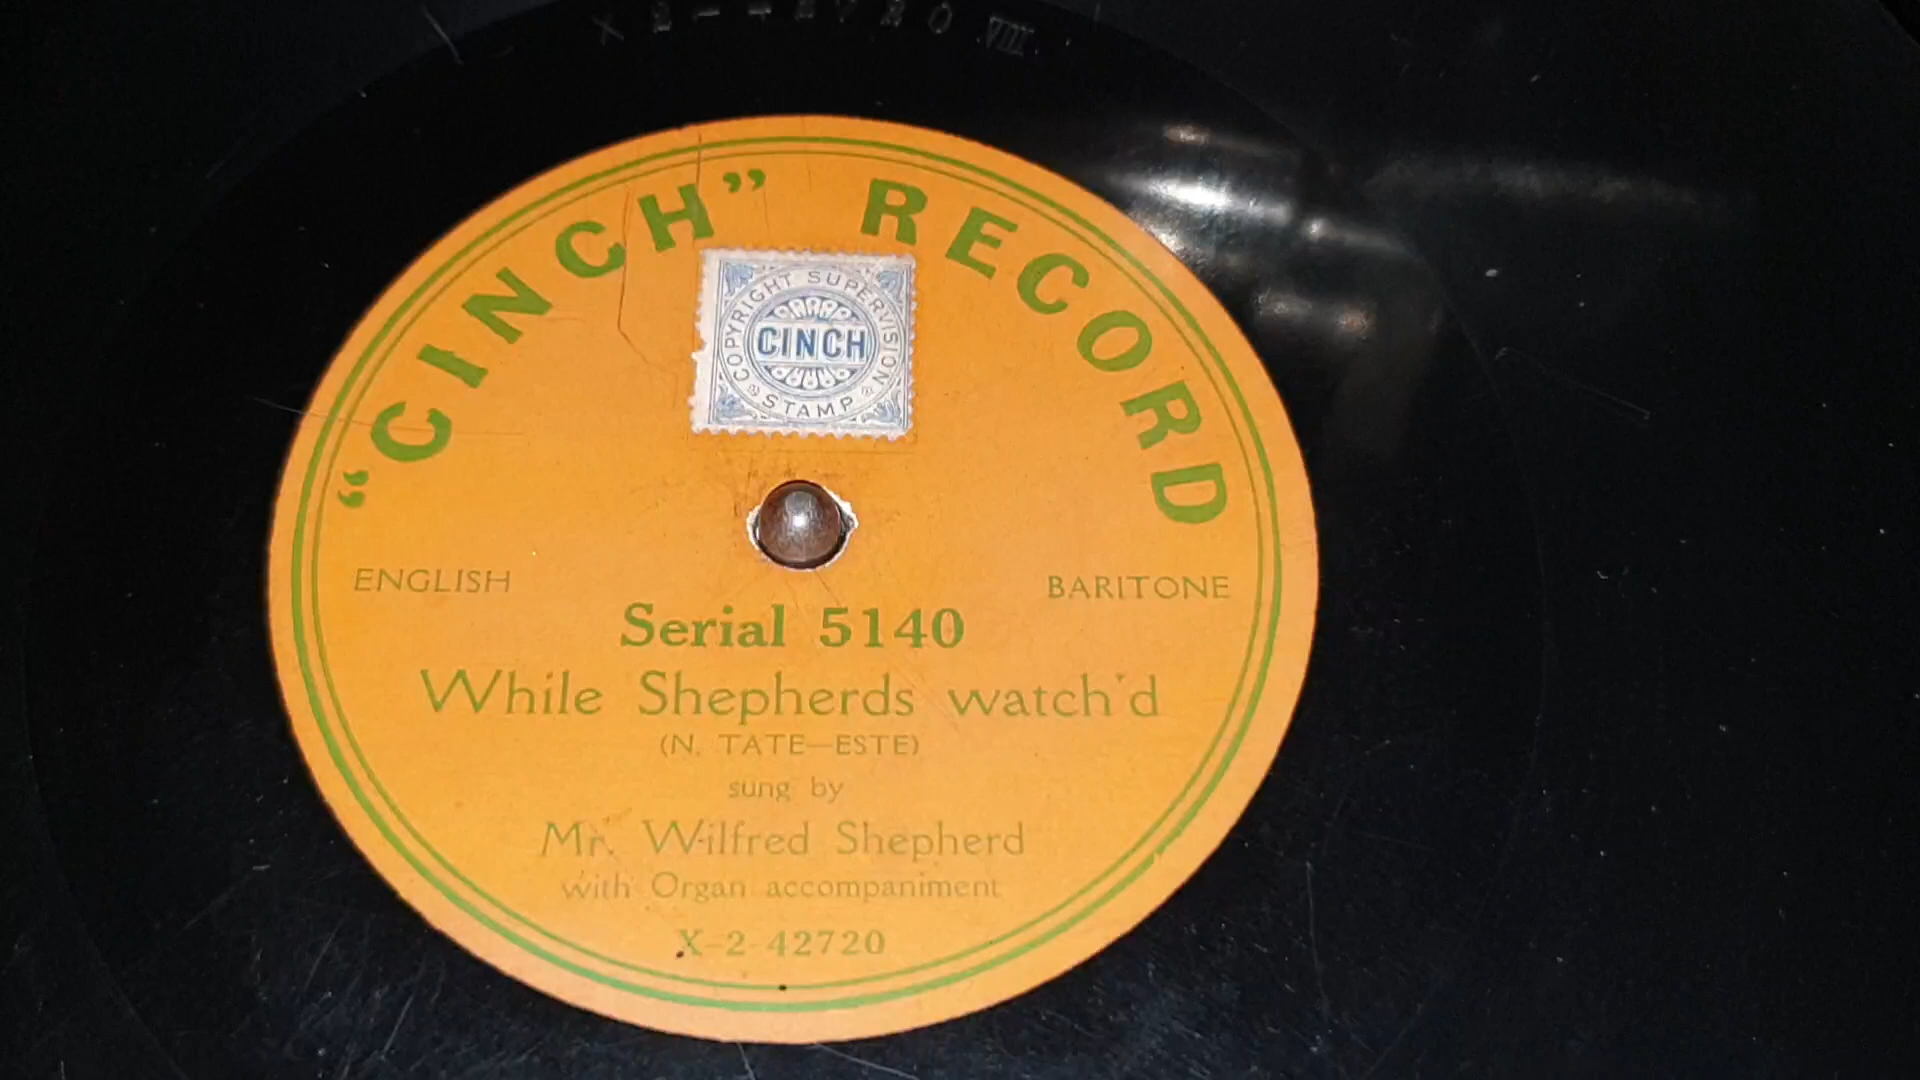 “CINCH” RECORD
COPYRIGHT SUPERVISION
CINCH
STAMP
ENGLISH
BARITONE
Serial 5140
While Shepherds watch'd
(N. TATE—ESTE)
sung by
Mr. Wilfred Shepherd
with Organ accompaniment
X-2-42720